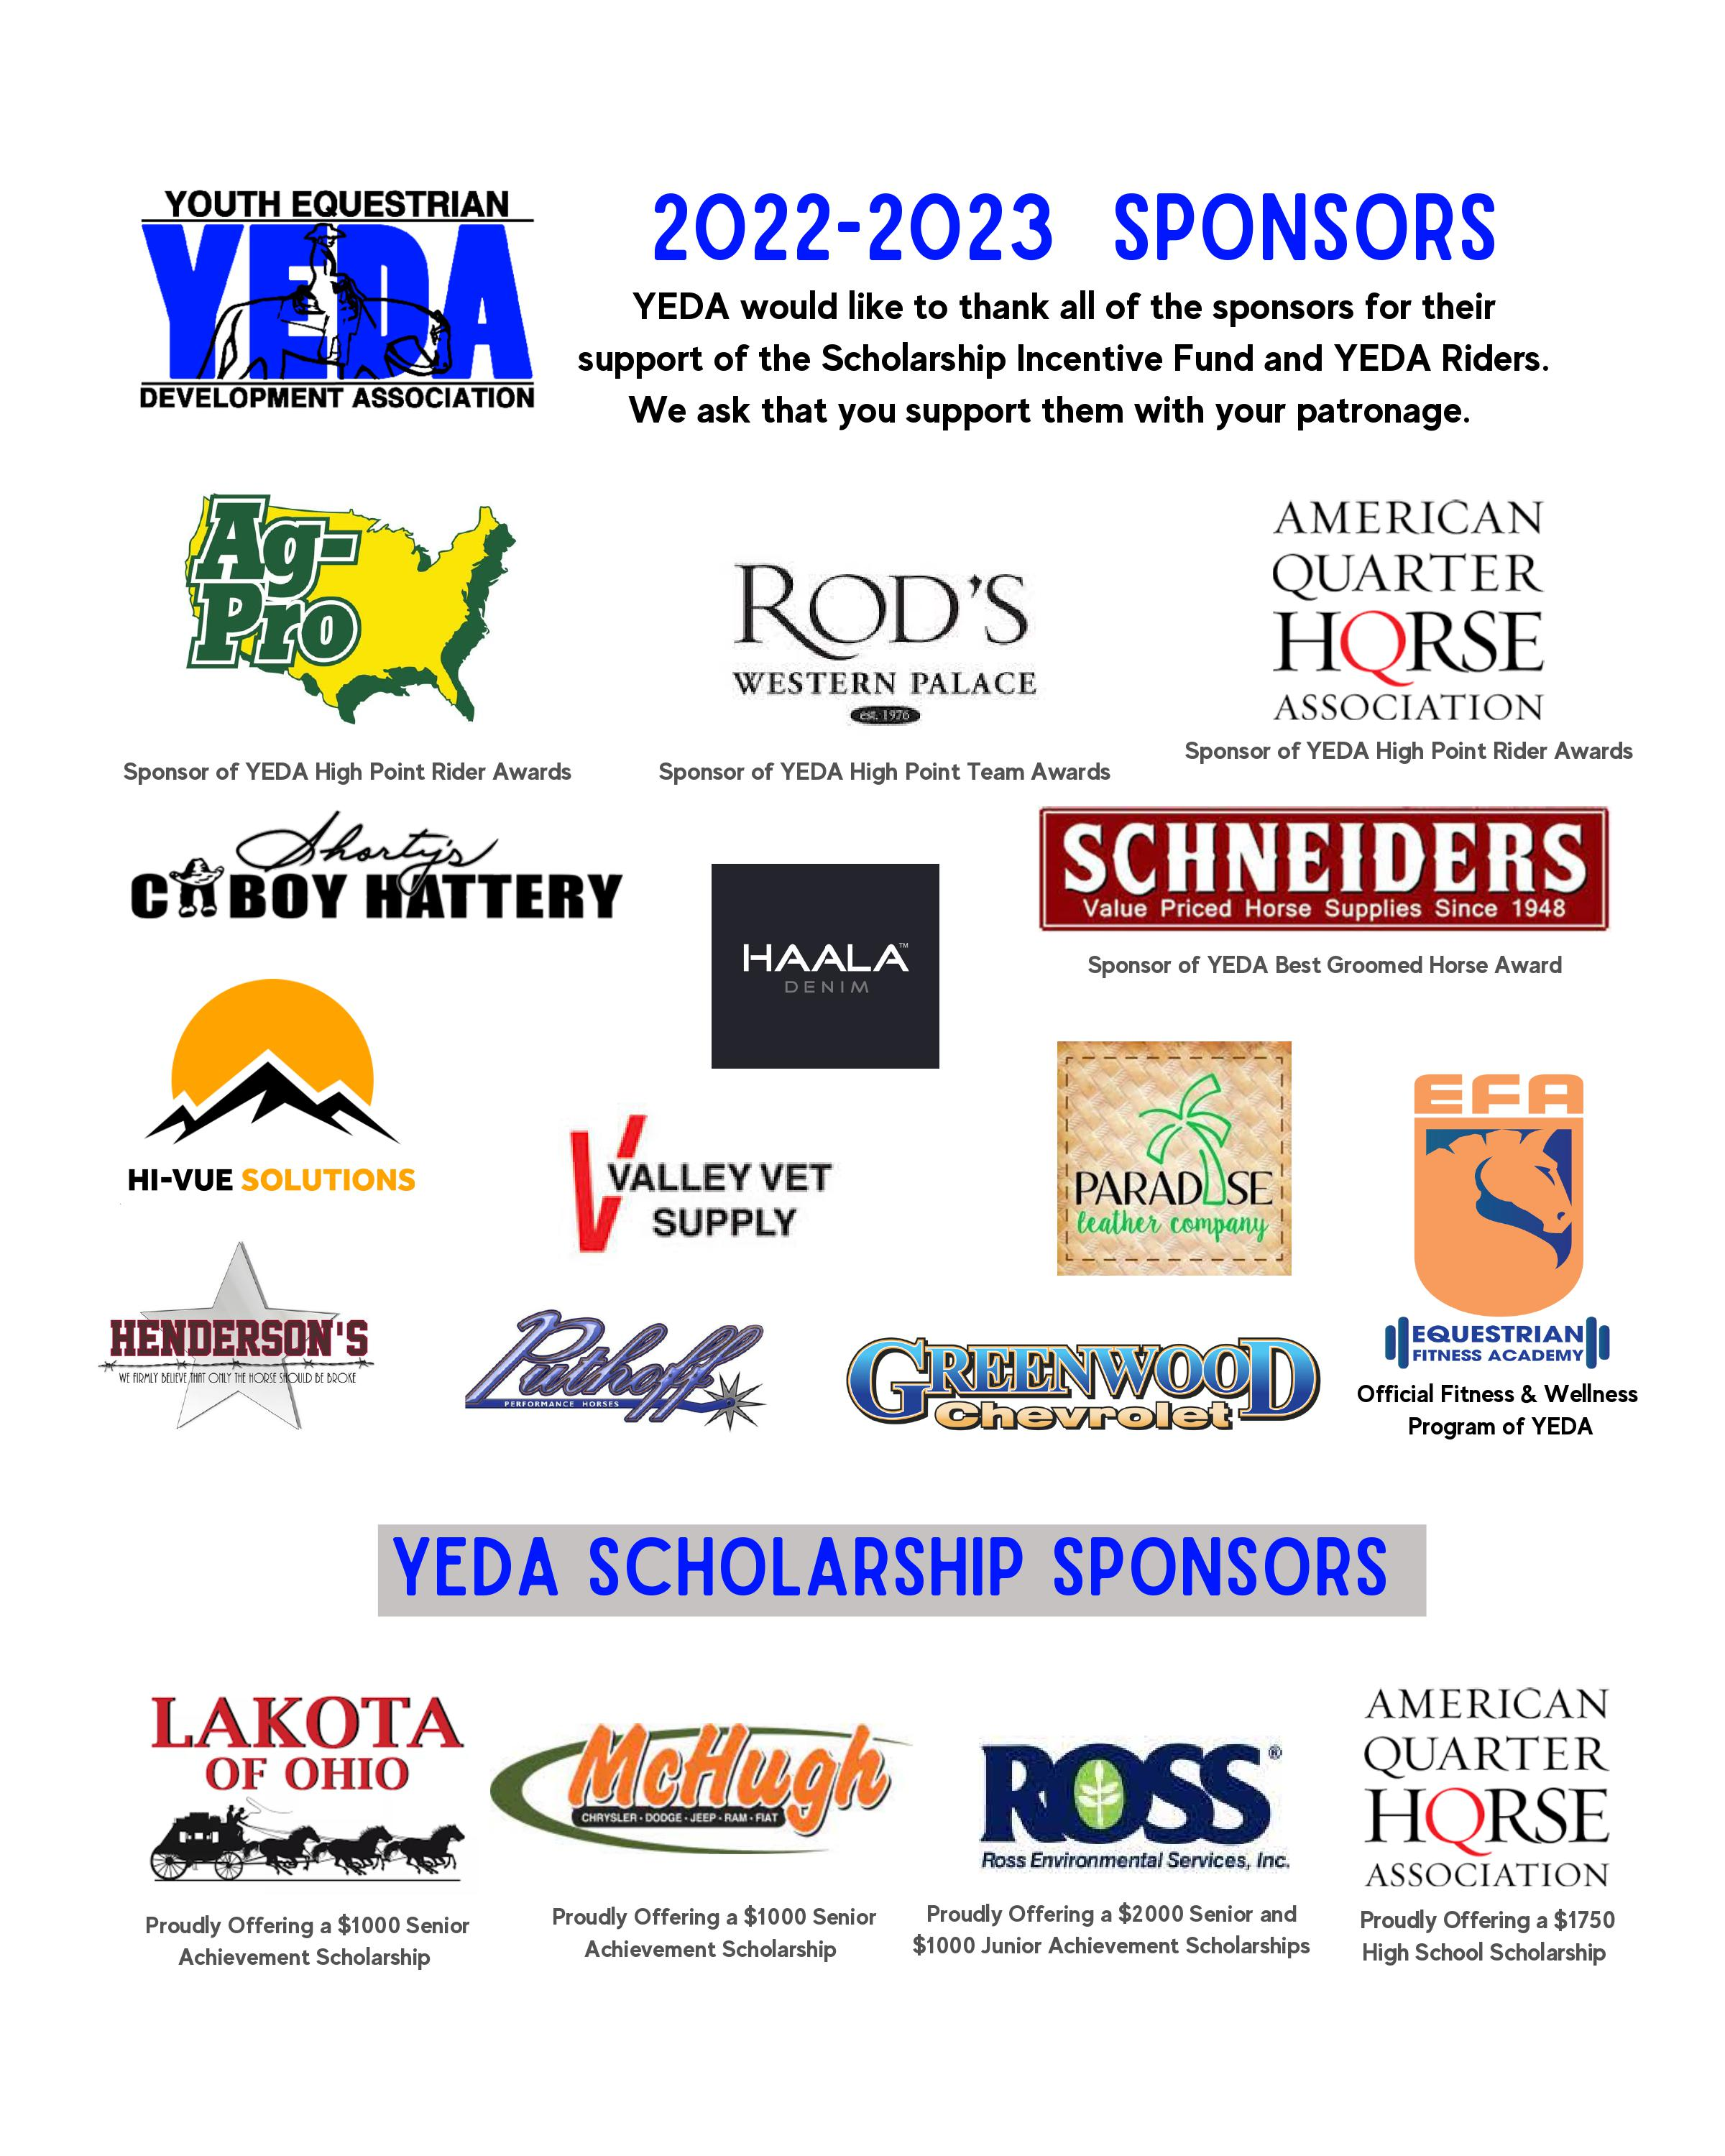 YOUTH EQUESTRIAN
YEDA
DEVELOPMENT ASSOCIATION
2022-2023 SPONSORS
YEDA would like to thank all of the sponsors for their
support of the Scholarship Incentive Fund and YEDA Riders.
We ask that you support them with your patronage.
Ag-
Pro
Sponsor of YEDA High Point Rider Awards
ROD'S
WESTERN PALACE
est. 1976
Sponsor of YEDA High Point Team Awards
AMERICAN
QUARTER
HORSE
ASSOCIATION
Sponsor of YEDA High Point Rider Awards
Shorty's
CABOY HATTERY
HAALA™
DENIM
SCHNEIDERS
Value Priced Horse Supplies Since 1948
Sponsor of YEDA Best Groomed Horse Award
HI-VUE SOLUTIONS
VALLEY VET
SUPPLY
PARADISE
leather company
EFA
EQUESTRIAN
FITNESS ACADEMY
Official Fitness & Wellness
Program of YEDA
HENDERSON'S
WE FIRMLY BELIEVE THAT ONLY THE HORSE SHOULD BE BROKE
Puthoff
PERFORMANCE HORSES
GREENWOOD
Chevrolet
YEDA SCHOLARSHIP SPONSORS
LAKOTA
OF OHIO
Proudly Offering a $1000 Senior
Achievement Scholarship
McHugh
CHRYSLER • DODGE • JEEP • RAM • FIAT
Proudly Offering a $1000 Senior
Achievement Scholarship
ROSS®
Ross Environmental Services, Inc.
Proudly Offering a $2000 Senior and
$1000 Junior Achievement Scholarships
AMERICAN
QUARTER
HORSE
ASSOCIATION
Proudly Offering a $1750
High School Scholarship